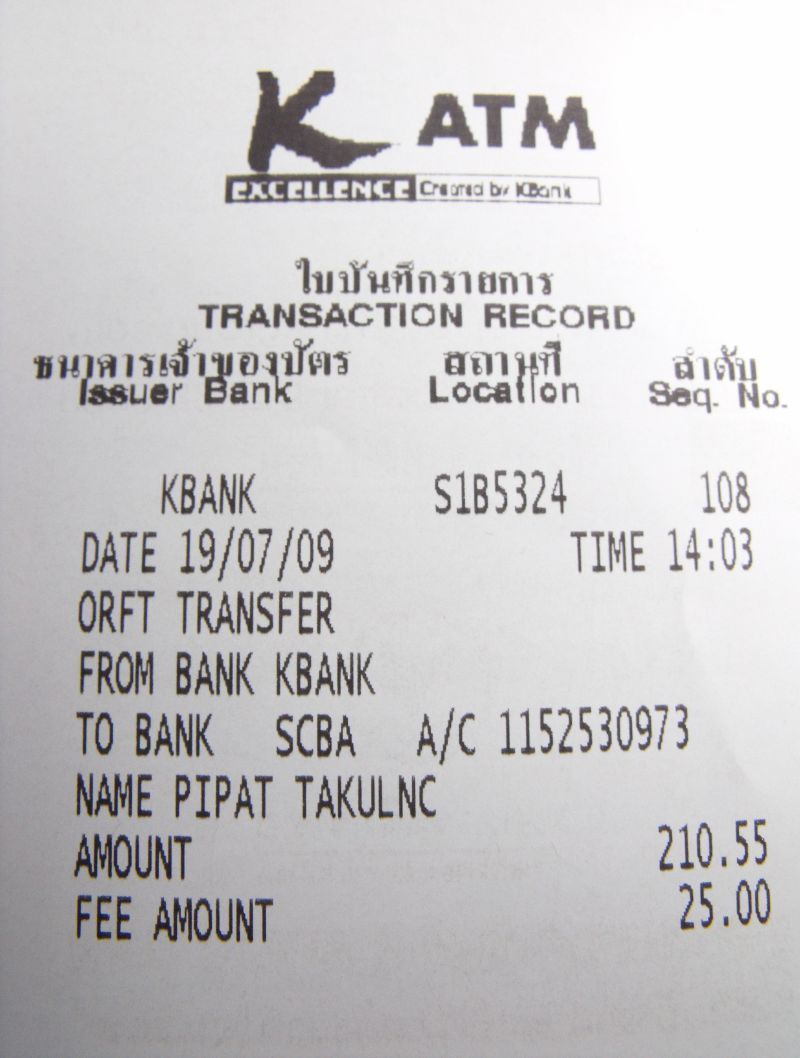 K ATM
EXCELLENCE Created by KBank
ใบบันทึกรายการ
TRANSACTION RECORD
ธนาคารเจ้าของบัตร สถานที่ ลำดับ
Issuer Bank Location Seq. No.
KBANK S1B5324 108
DATE 19/07/09 TIME 14:03
ORFT TRANSFER
FROM BANK KBANK
TO BANK SCBA A/C 1152530973
NAME PIPAT TAKULNC
AMOUNT 210.55
FEE AMOUNT 25.00